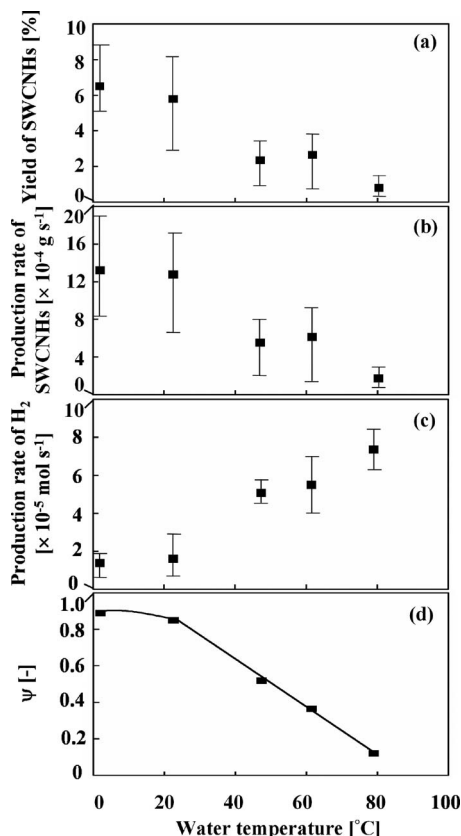 (a)
Yield of SWCNHs [%]
10
8
6
4
2
0
(b)
Production rate of
SWCNHs [× 10-4 g s-1]
20
16
12
8
4
0
(c)
Production rate of H2
[× 10-5 mol s-1]
10
8
6
4
2
0
(d)
Ψ [-]
1.0
0.8
0.6
0.4
0.2
0
0 20 40 60 80 100
Water temperature [°C]